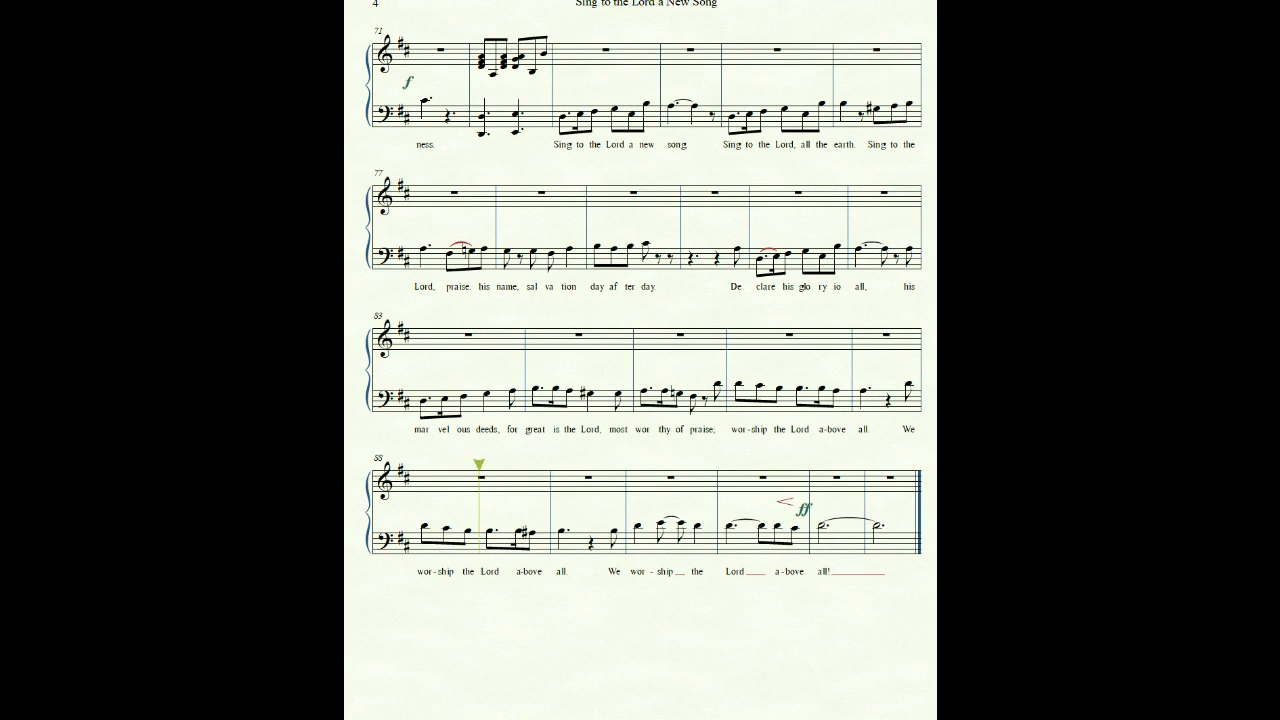 4 Sing to the Lord a New Song
71
f
ness. Sing to the Lord a new song. Sing to the Lord, all the earth. Sing to the
77
Lord, praise. his name, sal va tion day af ter day. De clare his glo ry io all, his
83
mar vel ous deeds, for great is the Lord, most wor thy of praise; wor-ship the Lord a-bove all. We
88
ff
wor-ship the Lord a-bove all. We wor - ship __ the Lord ____ a-bove all! ________